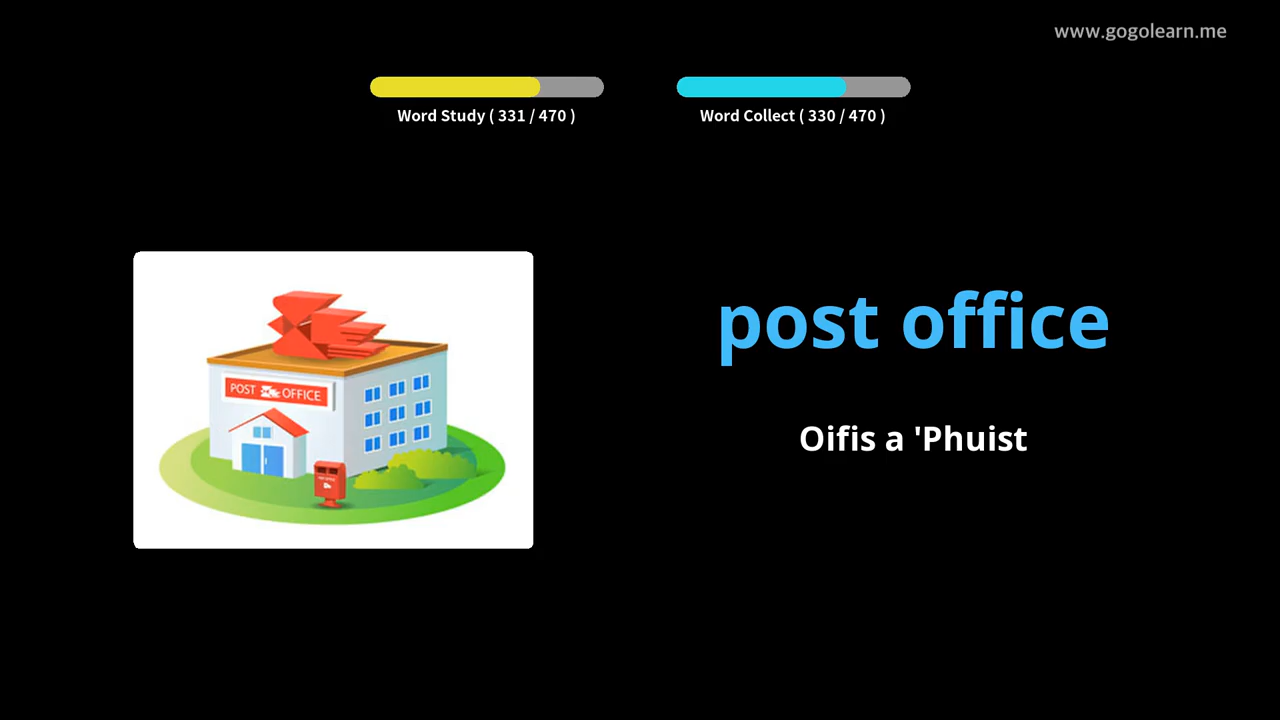 www.gogolearn.me
Word Study ( 331 / 470 )
Word Collect ( 330 / 470 )
POST OFFICE
post office
Oifis a 'Phuist